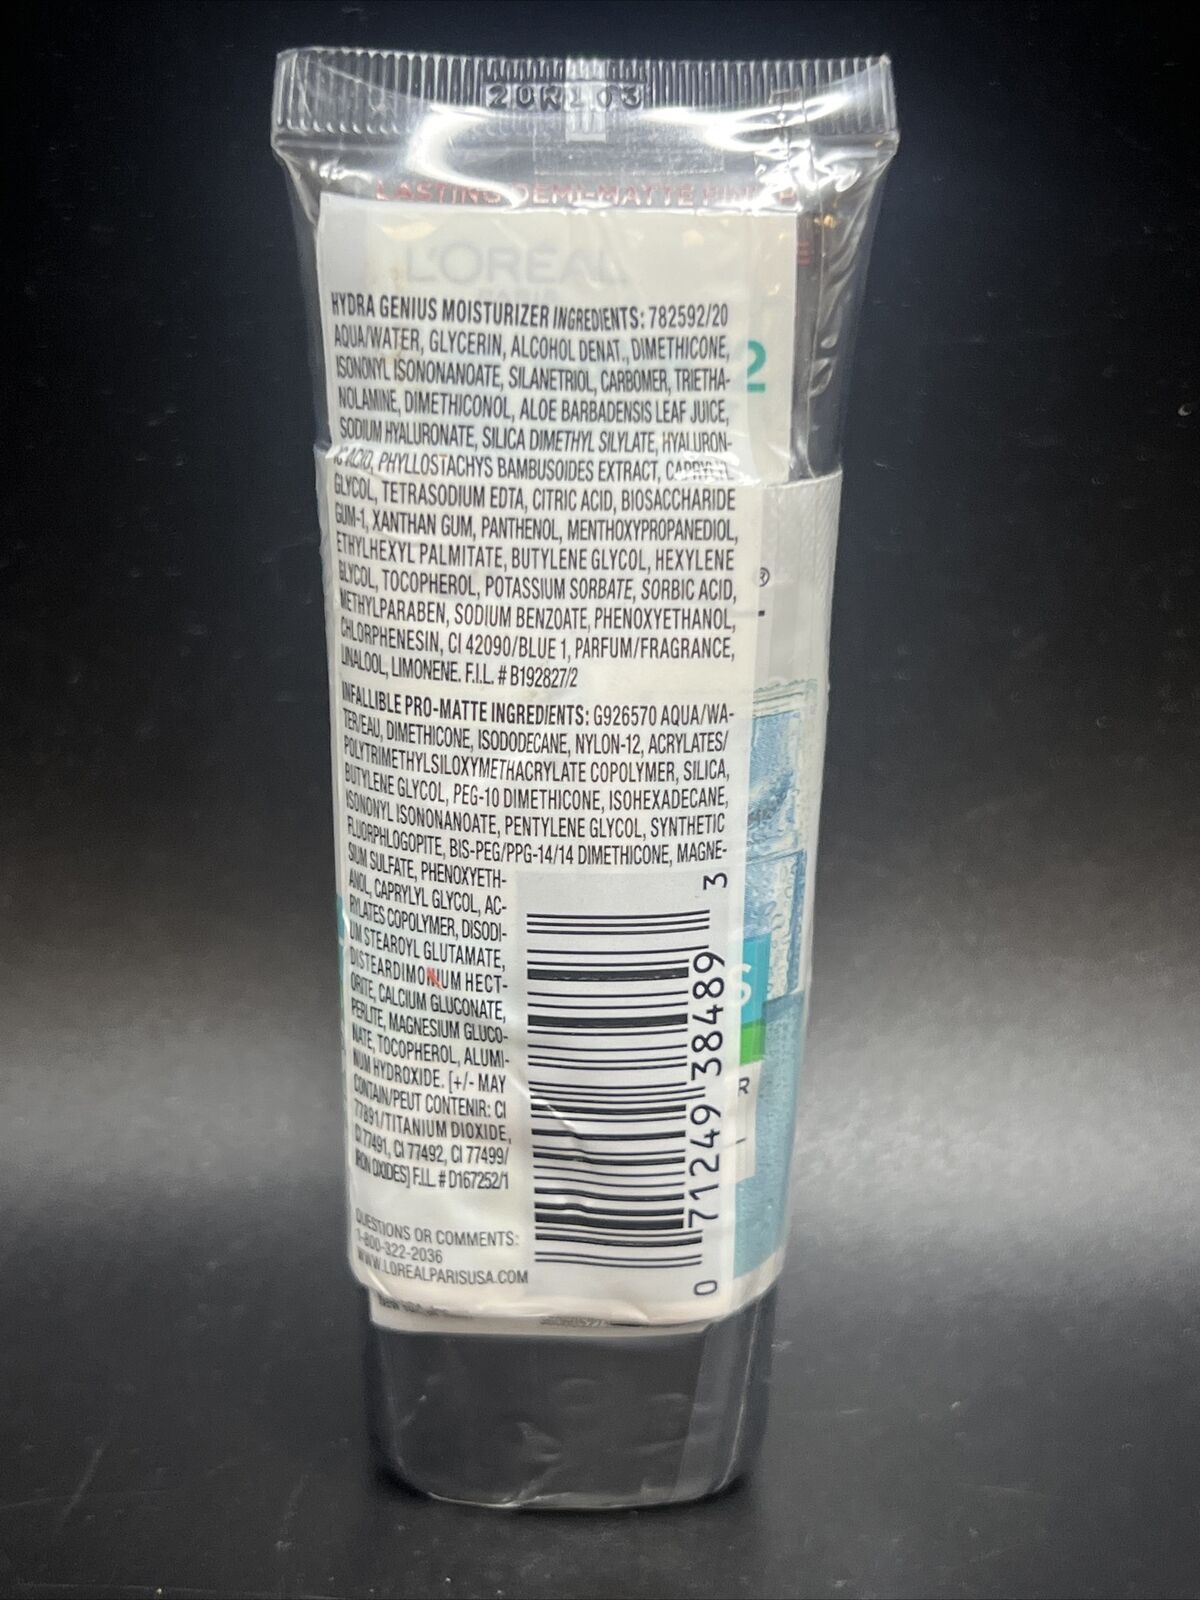 20K103
LASTING DEMI-MATTE FINISH
L'ORÉAL
HYDRA GENIUS MOISTURIZER INGREDIENTS: 782592/20
AQUA/WATER, GLYCERIN, ALCOHOL DENAT., DIMETHICONE,
ISONONYL ISONONANOATE, SILANETRIOL, CARBOMER, TRIETHA-
NOLAMINE, DIMETHICONOL, ALOE BARBADENSIS LEAF JUICE,
SODIUM HYALURONATE, SILICA DIMETHYL SILYLATE, HYALURON-
IC ACID, PHYLLOSTACHYS BAMBUSOIDES EXTRACT, CAPRYLYL
GLYCOL, TETRASODIUM EDTA, CITRIC ACID, BIOSACCHARIDE
GUM-1, XANTHAN GUM, PANTHENOL, MENTHOXYPROPANEDIOL,
ETHYLHEXYL PALMITATE, BUTYLENE GLYCOL, HEXYLENE
GLYCOL, TOCOPHEROL, POTASSIUM SORBATE, SORBIC ACID,
METHYLPARABEN, SODIUM BENZOATE, PHENOXYETHANOL,
CHLORPHENESIN, CI 42090/BLUE 1, PARFUM/FRAGRANCE,
LINALOOL, LIMONENE. F.I.L. # B192827/2
INFALLIBLE PRO-MATTE INGREDIENTS: G926570 AQUA/WA-
TER/EAU, DIMETHICONE, ISODODECANE, NYLON-12, ACRYLATES/
POLYTRIMETHYLSILOXYMETHACRYLATE COPOLYMER, SILICA,
BUTYLENE GLYCOL, PEG-10 DIMETHICONE, ISOHEXADECANE,
ISONONYL ISONONANOATE, PENTYLENE GLYCOL, SYNTHETIC
FLUORPHLOGOPITE, BIS-PEG/PPG-14/14 DIMETHICONE, MAGNE-
SIUM SULFATE, PHENOXYETH-
ANOL, CAPRYLYL GLYCOL, AC-
RYLATES COPOLYMER, DISODI-
UM STEAROYL GLUTAMATE,
DISTEARDIMONIUM HECT-
ORITE, CALCIUM GLUCONATE,
PERLITE, MAGNESIUM GLUCO-
NATE, TOCOPHEROL, ALUMI-
NUM HYDROXIDE. [+/- MAY
CONTAIN/PEUT CONTENIR: CI
77891/TITANIUM DIOXIDE,
CI 77491, CI 77492, CI 77499/
IRON OXIDES] F.I.L. # D167252/1
QUESTIONS OR COMMENTS:
1-800-322-2036
WWW.LOREALPARISUSA.COM
0 71249 38489 3
2
®
S
R